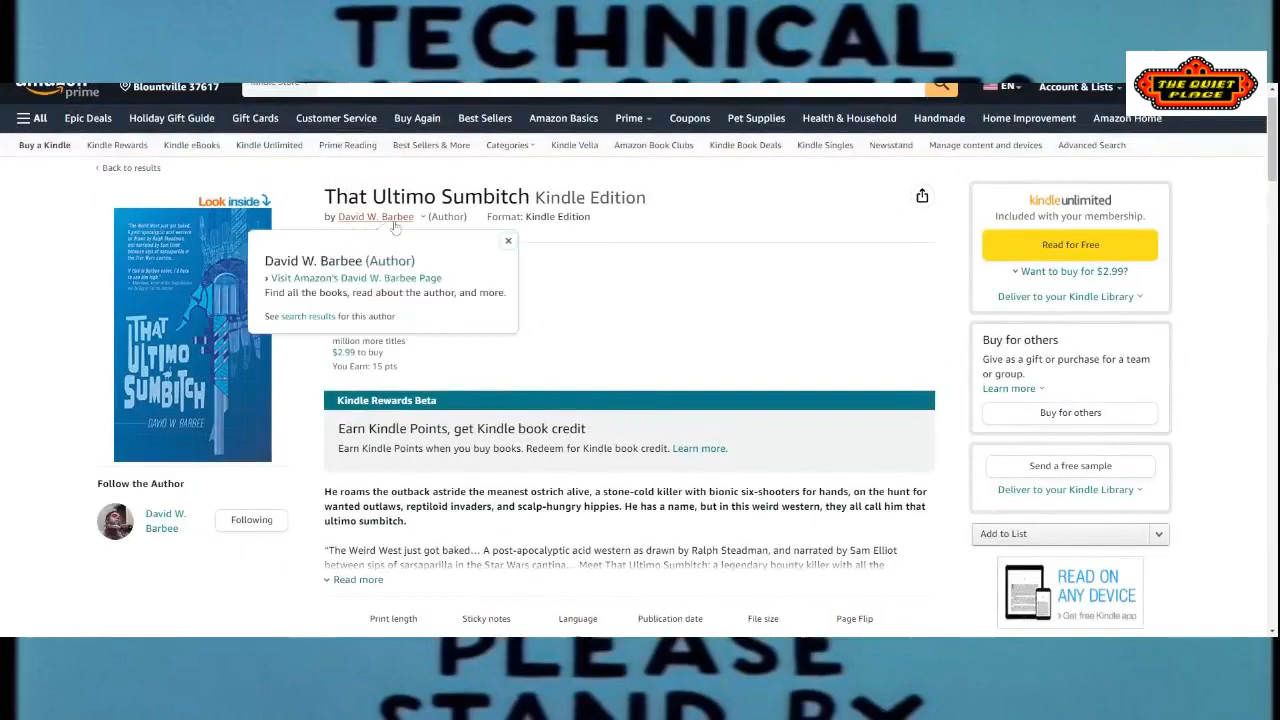 TECHNICAL
THE QUIET PLACE
amazon prime
Blountville 37617
Kindle Store
EN
Account & Lists
All
Epic Deals
Holiday Gift Guide
Gift Cards
Customer Service
Buy Again
Best Sellers
Amazon Basics
Prime
Coupons
Pet Supplies
Health & Household
Handmade
Home Improvement
Amazon Home
Buy a Kindle
Kindle Rewards
Kindle eBooks
Kindle Unlimited
Prime Reading
Best Sellers & More
Categories
Kindle Vella
Amazon Book Clubs
Kindle Book Deals
Kindle Singles
Newsstand
Manage content and devices
Advanced Search
‹ Back to results
Look inside
THAT
ULTIMO
SUMBITCH
DAVID W. BARBEE
Follow the Author
David W.
Barbee
Following
That Ultimo Sumbitch Kindle Edition
by David W. Barbee (Author) Format: Kindle Edition
David W. Barbee (Author)
› Visit Amazon's David W. Barbee Page
Find all the books, read about the author, and more.
See search results for this author
million more titles
$2.99 to buy
You Earn: 15 pts
Kindle Rewards Beta
Earn Kindle Points, get Kindle book credit
Earn Kindle Points when you buy books. Redeem for Kindle book credit. Learn more.
He roams the outback astride the meanest ostrich alive, a stone-cold killer with bionic six-shooters for hands, on the hunt for
wanted outlaws, reptiloid invaders, and scalp-hungry hippies. He has a name, but in this weird western, they all call him that
ultimo sumbitch.
"The Weird West just got baked... A post-apocalyptic acid western as drawn by Ralph Steadman, and narrated by Sam Elliot
between sips of sarsaparilla in the Star Wars cantina... Meet That Ultimo Sumbitch: a legendary bounty killer with all the
Read more
Print length
Sticky notes
Language
Publication date
File size
Page Flip
kindleunlimited
Included with your membership.
Read for Free
Want to buy for $2.99?
Deliver to your Kindle Library
Buy for others
Give as a gift or purchase for a team
or group.
Learn more
Buy for others
Send a free sample
Deliver to your Kindle Library
Add to List
READ ON
ANY DEVICE
› Get free Kindle app
PLEASE
STAND BY